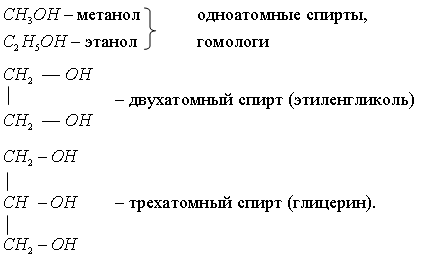 CH₃OH – метанол одноатомные спирты,
C₂H₅OH – этанол гомологи
CH₂ — OH
|
– двухатомный спирт (этиленгликоль)
CH₂ — OH
CH₂ – OH
|
CH – OH – трехатомный спирт (глицерин).
|
CH₂ – OH